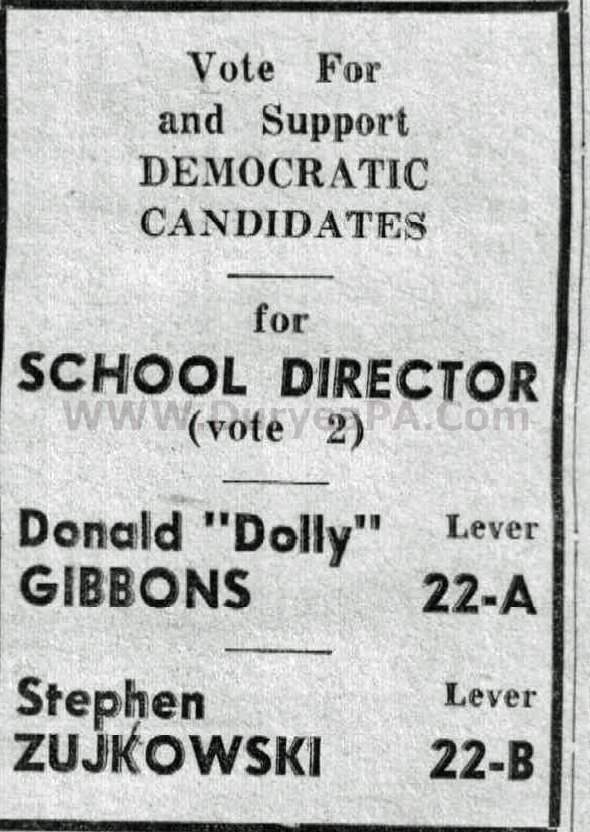 Vote For
and Support
DEMOCRATIC
CANDIDATES
for
SCHOOL DIRECTOR
WWW.DuryeaPA.Com
(vote 2)
Donald "Dolly" Lever
GIBBONS 22-A
Stephen Lever
ZUJKOWSKI 22-B